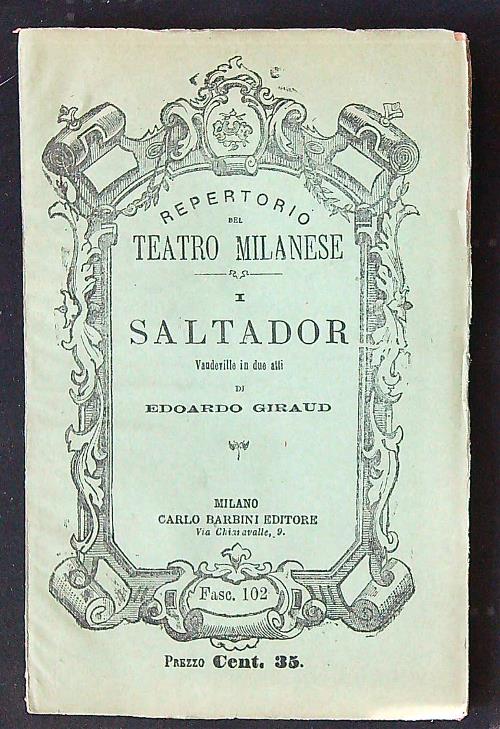 REPERTORIO
DEL
TEATRO MILANESE
I
SALTADOR
Vaudeville in due atti
DI
EDOARDO GIRAUD
MILANO
CARLO BARBINI EDITORE
Via Chiaravalle, 9.
Fasc. 102
PREZZO Cent. 35.